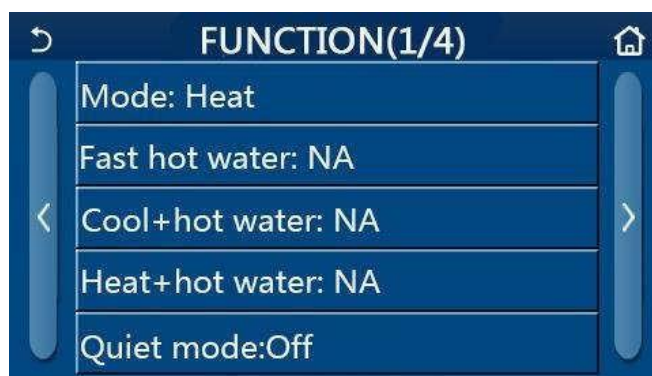 FUNCTION(1/4)
Mode: Heat
Fast hot water: NA
Cool+hot water: NA
Heat+hot water: NA
Quiet mode:Off